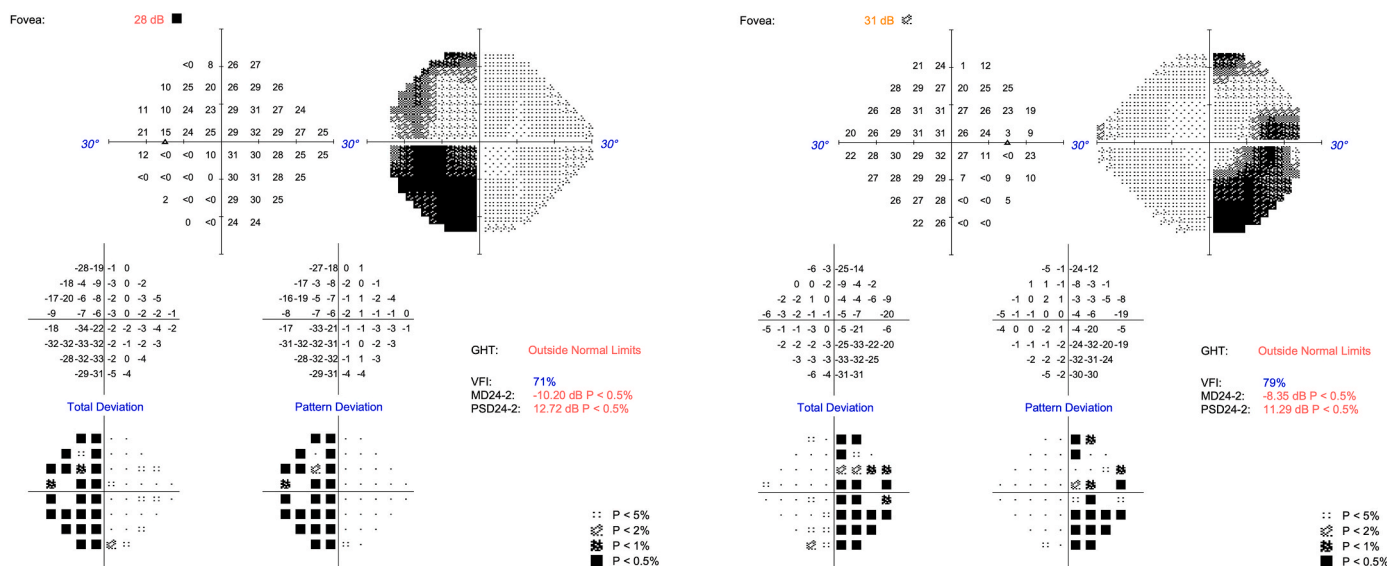 Fovea: 28 dB
<0 8 26 27
10 25 20 26 29 26
11 10 24 23 29 31 27 24
21 15 24 25 29 32 29 27 25
30° 30°
12 <0 <0 10 31 30 28 25 25
<0 <0 <0 0 30 31 28 25
2 <0 <0 29 30 25
0 <0 24 24
-28 -19 -1 0
-18 -4 -9 -3 0 -2
-17 -20 -6 -8 -2 0 -3 -5
-9 -7 -6 -3 0 -2 -2 -1
-18 -34 -22 -2 -2 -3 -4 -2
-32 -32 -33 -31 -2 -1 -2 -3
-28 -32 -33 -2 0 -4
-29 -31 -5 -4
Total Deviation
-27 -18 0 1
-17 -3 -8 -2 0 -1
-16 -19 -5 -7 -1 1 -2 -4
-8 -7 -5 -2 1 -1 -1 0
-17 -33 -21 -1 -1 -3 -3 -1
-31 -32 -32 -31 -1 0 -1 -3
-28 -32 -32 -1 1 -3
-29 -31 -4 -4
Pattern Deviation
GHT: Outside Normal Limits
VFI: 71%
MD24-2: -10.20 dB P < 0.5%
PSD24-2: 12.72 dB P < 0.5%
:: P < 5%
P < 2%
P < 1%
P < 0.5%
Fovea: 31 dB
21 24 1 12
28 29 27 20 25 25
26 28 31 31 27 26 23 19
20 26 29 31 31 26 24 3 9
30° 30°
22 28 30 29 32 27 11 <0 23
27 28 29 29 7 <0 9 10
26 27 28 <0 <0 5
22 26 <0 <0
-6 -3 -25 -14
0 0 -2 -9 -4 -2
-2 -2 1 0 -4 -4 -6 -9
-6 -2 -2 -1 0 -5 -7 -20
-5 -1 -1 -3 0 -5 -21 -6
-2 -2 -2 -3 -25 -33 -22 -20
-3 -3 -3 -33 -32 -25
-6 -4 -31 -31
Total Deviation
-5 -1 -24 -12
1 1 -1 -8 -3 -1
-1 0 2 1 -3 -3 -5 -8
-5 -1 -1 0 0 -4 -6 -19
-4 0 0 -2 1 -4 -20 -5
-1 -1 -1 -2 -24 -32 -20 -19
-2 -2 -2 -32 -31 -24
-5 -2 -30 -30
Pattern Deviation
GHT: Outside Normal Limits
VFI: 79%
MD24-2: -8.35 dB P < 0.5%
PSD24-2: 11.29 dB P < 0.5%
:: P < 5%
P < 2%
P < 1%
P < 0.5%